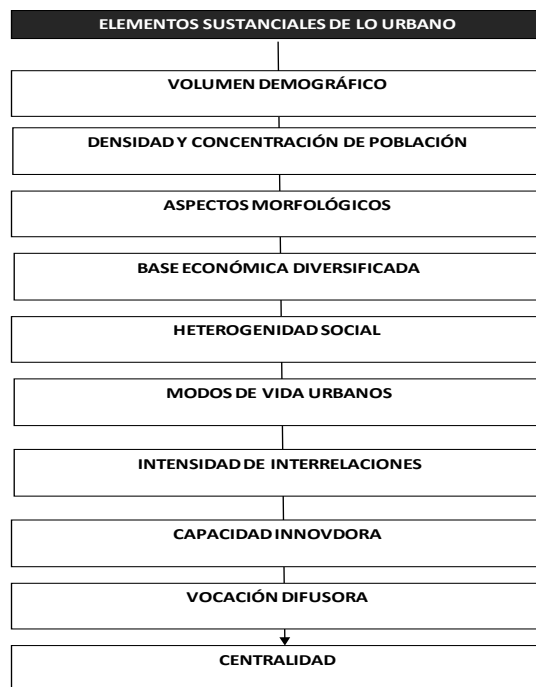 ELEMENTOS SUSTANCIALES DE LO URBANO
VOLUMEN DEMOGRÁFICO
DENSIDAD Y CONCENTRACIÓN DE POBLACIÓN
ASPECTOS MORFOLÓGICOS
BASE ECONÓMICA DIVERSIFICADA
HETEROGENIDAD SOCIAL
MODOS DE VIDA URBANOS
INTENSIDAD DE INTERRELACIONES
CAPACIDAD INNOVDORA
VOCACIÓN DIFUSORA
CENTRALIDAD